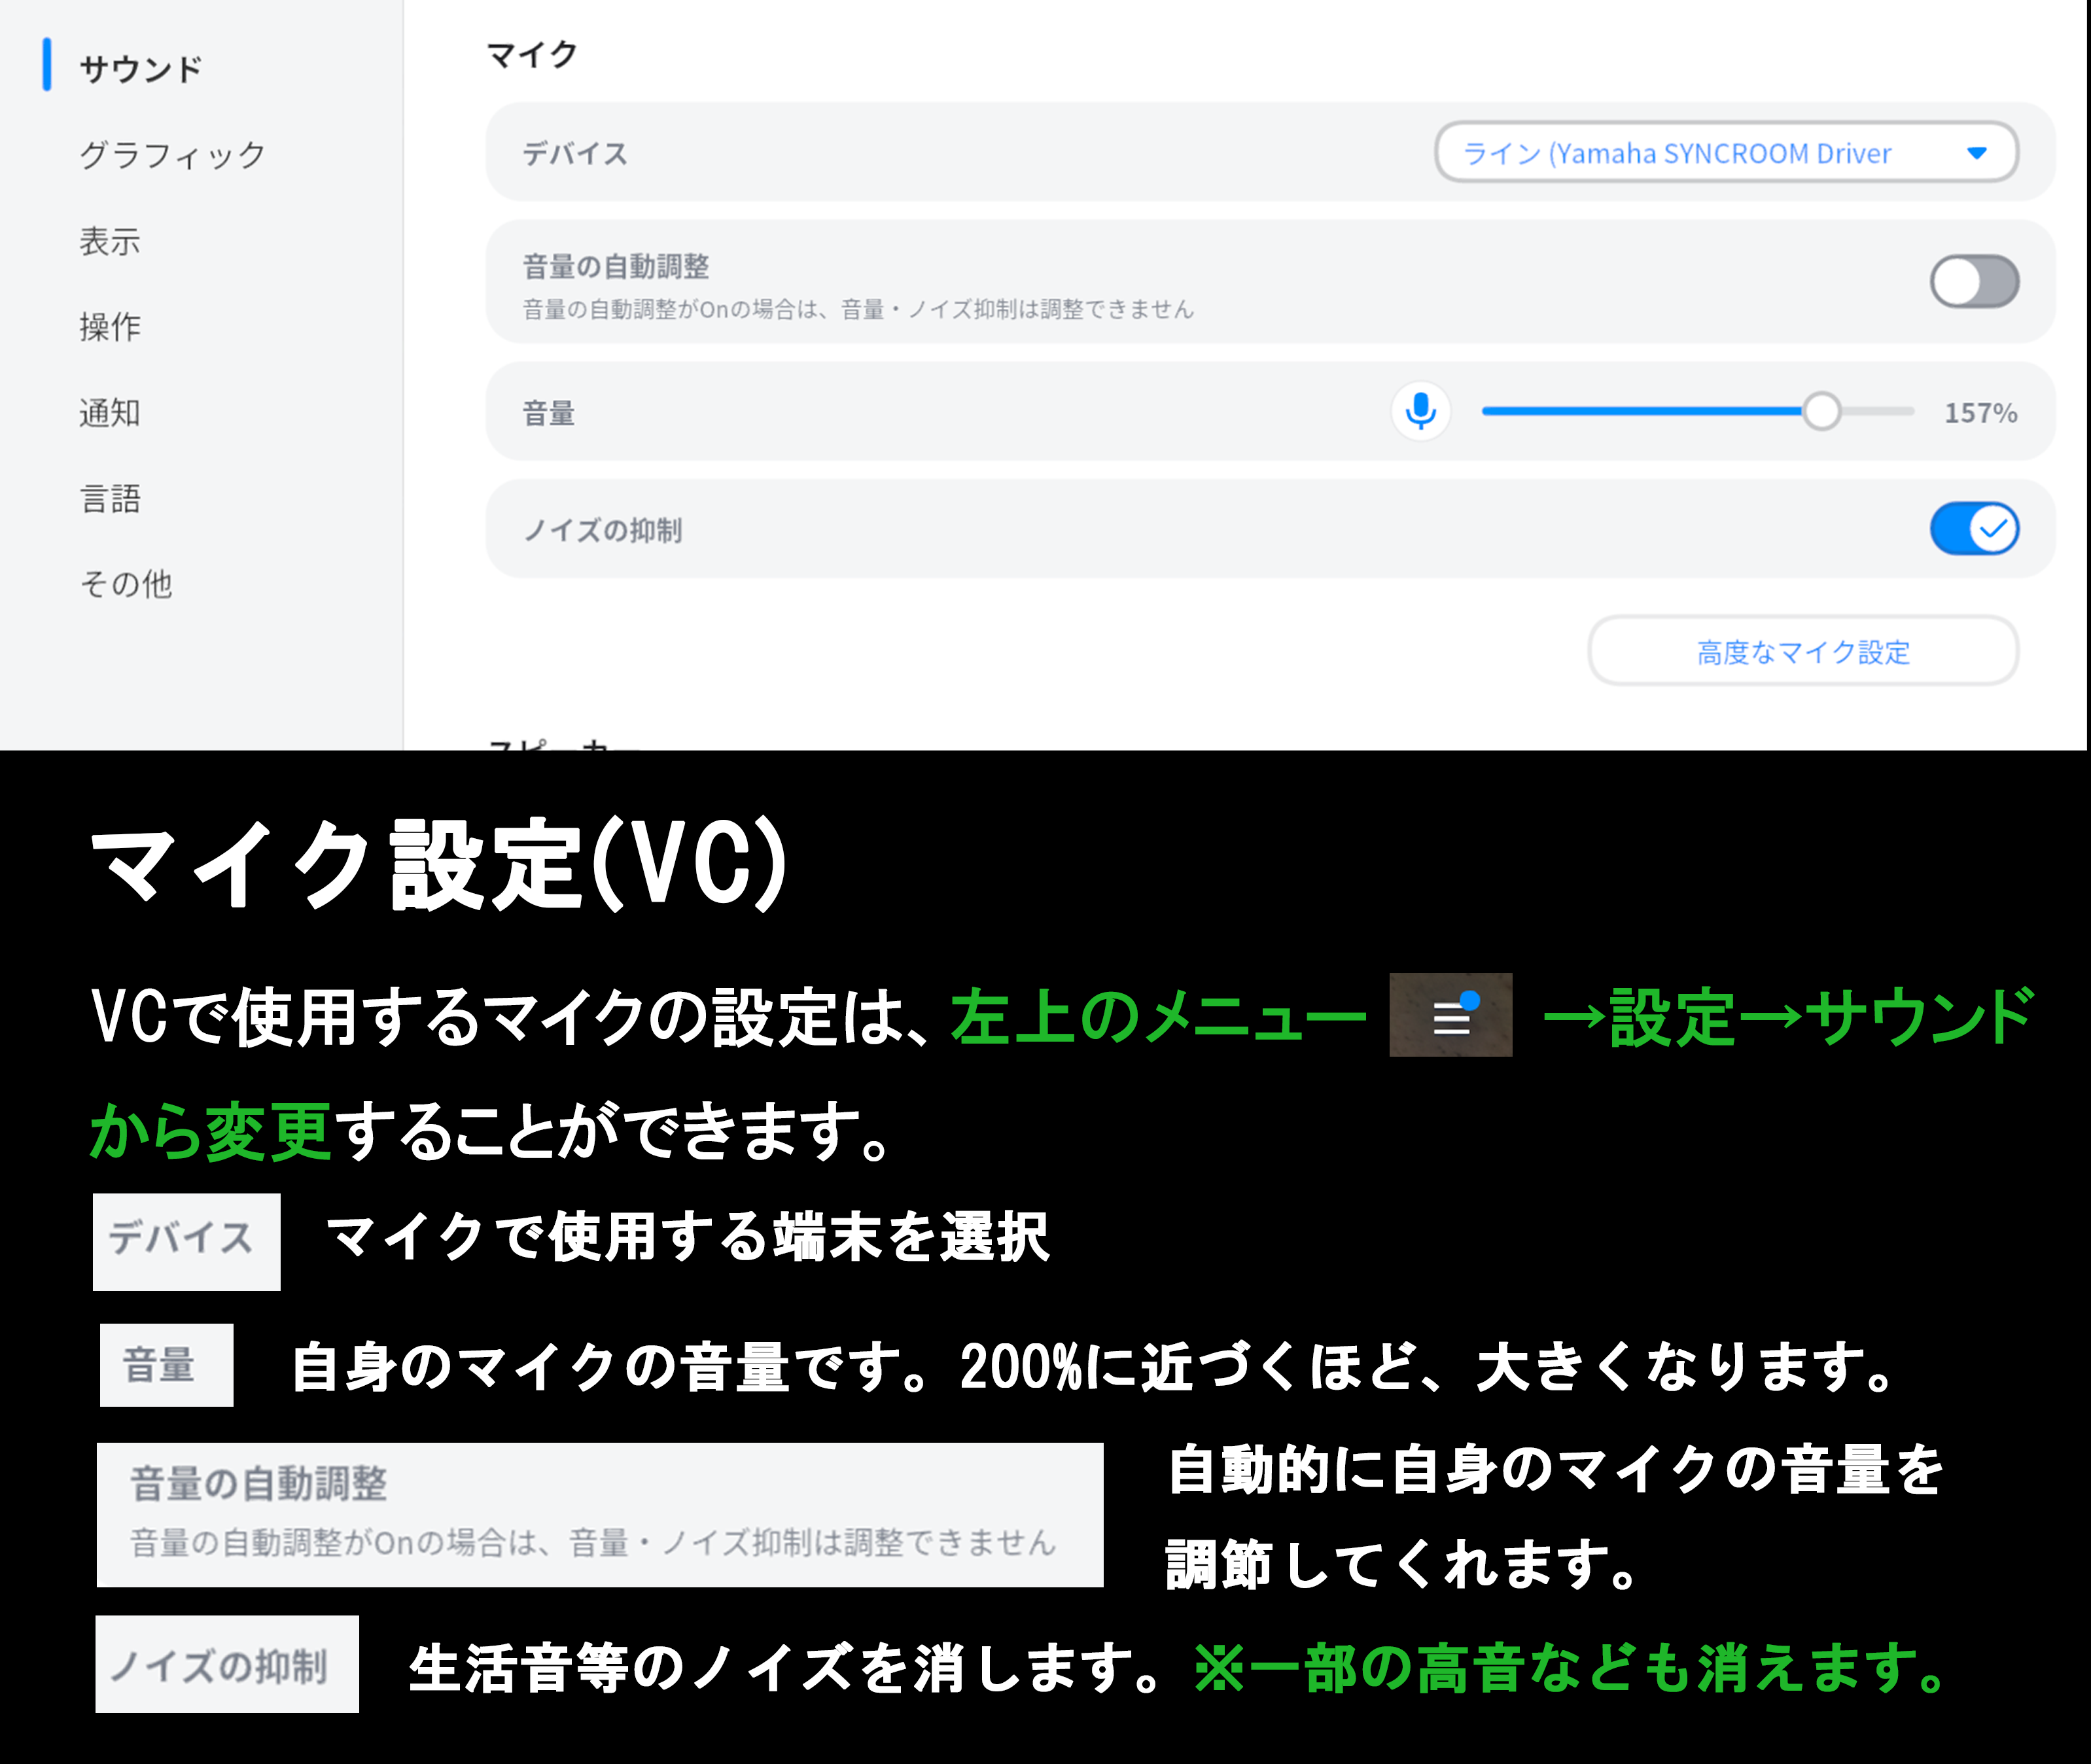 サウンド
グラフィック
表示
操作
通知
言語
その他
マイク
デバイス
ライン (Yamaha SYNCROOM Driver
音量の自動調整
音量の自動調整がOnの場合は、音量・ノイズ抑制は調整できません
音量
157%
ノイズの抑制
高度なマイク設定
スピーカー
マイク設定(VC)
VCで使用するマイクの設定は、左上のメニュー →設定→サウンド
から変更することができます。
デバイス マイクで使用する端末を選択
音量 自身のマイクの音量です。200%に近づくほど、大きくなります。
音量の自動調整
音量の自動調整がOnの場合は、音量・ノイズ抑制は調整できません
自動的に自身のマイクの音量を
調節してくれます。
ノイズの抑制 生活音等のノイズを消します。※一部の高音なども消えます。